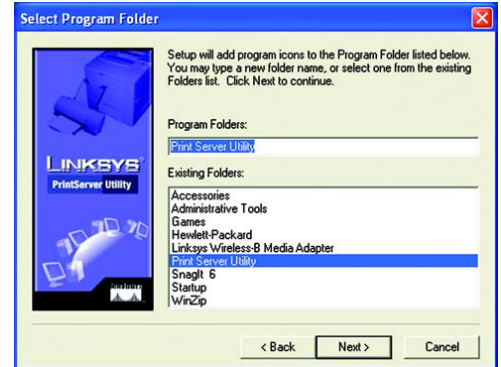 Select Program Folder
Setup will add program icons to the Program Folder listed below.
You may type a new folder name, or select one from the existing
Folders list. Click Next to continue.
Program Folders:
Print Server Utility
Existing Folders:
Accessories
Administrative Tools
Games
Hewlett-Packard
Linksys Wireless-B Media Adapter
Print Server Utility
SnagIt 6
Startup
WinZip
LINKSYS®
PrintServer Utility
< Back
Next >
Cancel